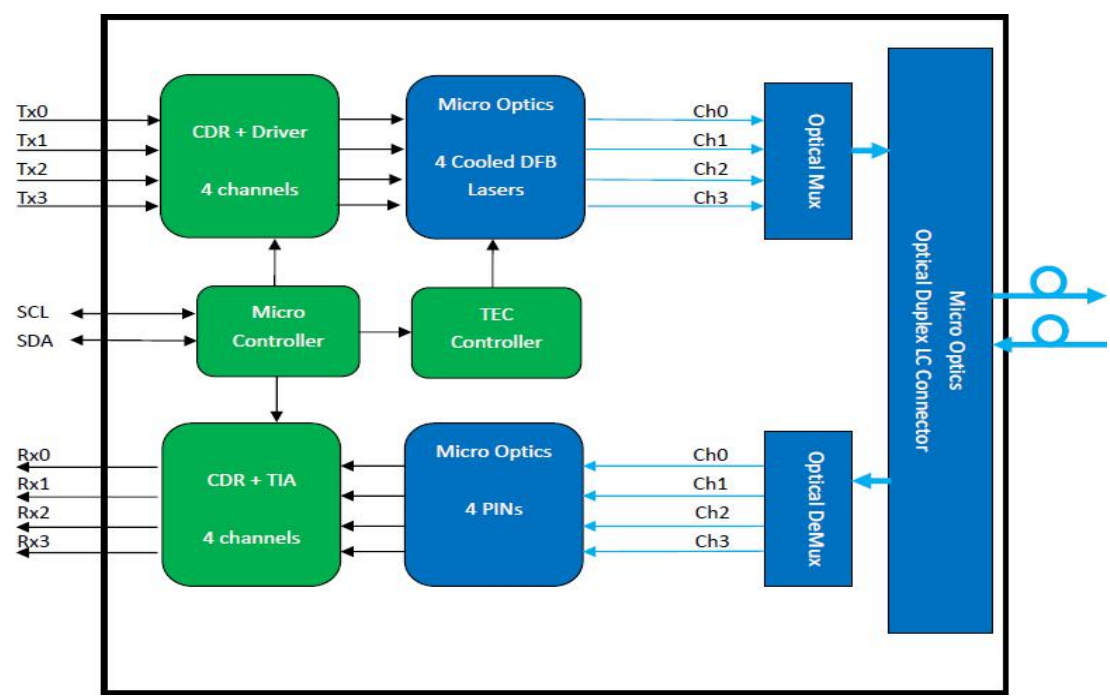 Tx0
Tx1
Tx2
Tx3
CDR + Driver
4 channels
Micro Optics
4 Cooled DFB
Lasers
Ch0
Ch1
Ch2
Ch3
Optical Mux
SCL
SDA
Micro
Controller
TEC
Controller
Micro Optics
Optical Duplex LC Connector
Rx0
Rx1
Rx2
Rx3
CDR + TIA
4 channels
Micro Optics
4 PINs
Ch0
Ch1
Ch2
Ch3
Optical DeMux